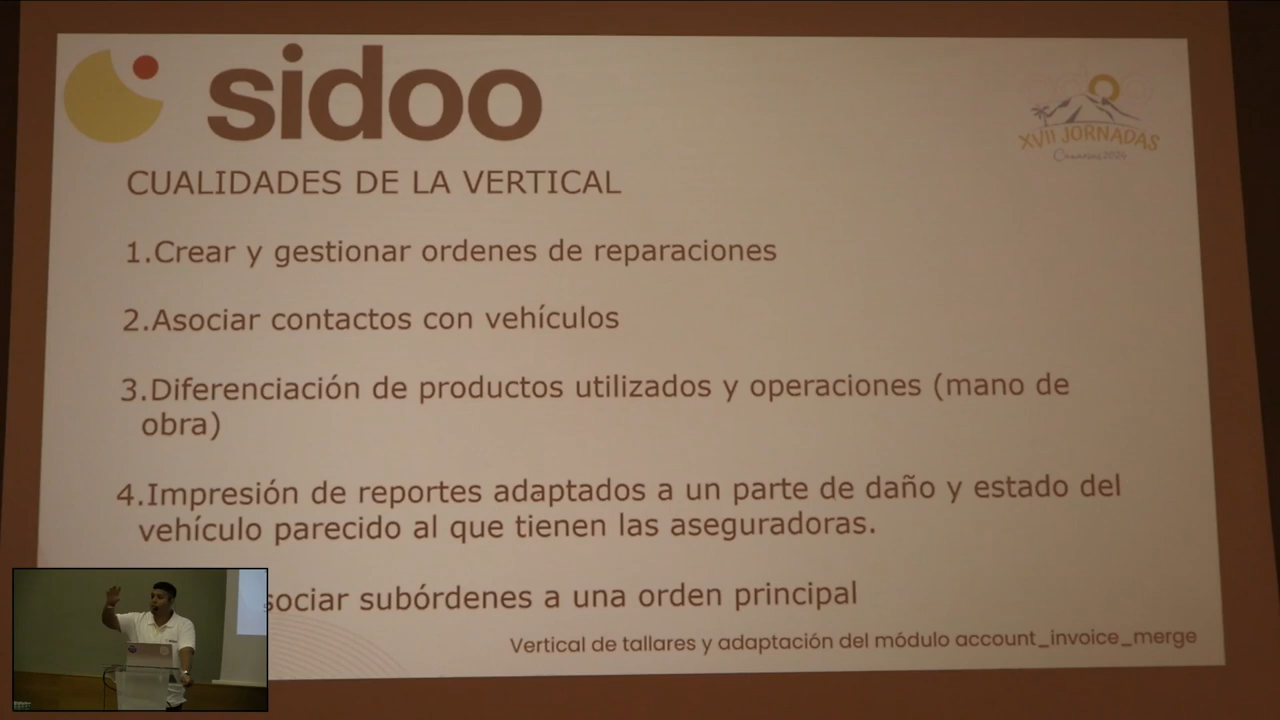 sidoo
XVII JORNADAS
Canarias 2024
CUALIDADES DE LA VERTICAL
1.Crear y gestionar ordenes de reparaciones
2.Asociar contactos con vehículos
3.Diferenciación de productos utilizados y operaciones (mano de
obra)
4.Impresión de reportes adaptados a un parte de daño y estado del
vehículo parecido al que tienen las aseguradoras.
sociar subórdenes a una orden principal
Vertical de tallares y adaptación del módulo account_invoice_merge